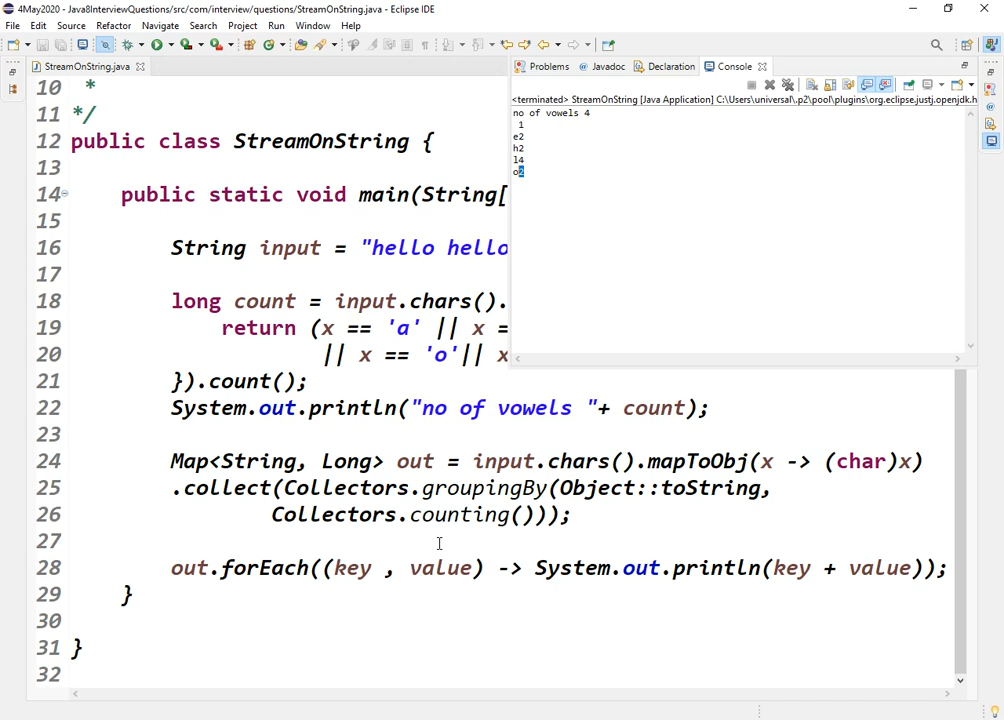 4May2020 - Java8InterviewQuestions/src/com/interview/questions/StreamOnString.java - Eclipse IDE
File Edit Source Refactor Navigate Search Project Run Window Help
StreamOnString.java
Problems @ Javadoc Declaration Console
<terminated> StreamOnString [Java Application] C:\Users\universal\.p2\pool\plugins\org.eclipse.justj.openjdk.h
no of vowels 4
 1
e2
h2
l4
o2
10 *
11 */
12 public class StreamOnString {
13
14 public static void main(String[
15
16 String input = "hello hello
17
18 long count = input.chars().
19 return (x == 'a' || x =
20 || x == 'o'|| x
21 }).count();
22 System.out.println("no of vowels "+ count);
23
24 Map<String, Long> out = input.chars().mapToObj(x -> (char)x)
25 .collect(Collectors.groupingBy(Object::toString,
26 Collectors.counting()));
27
28 out.forEach((key , value) -> System.out.println(key + value));
29 }
30
31 }
32